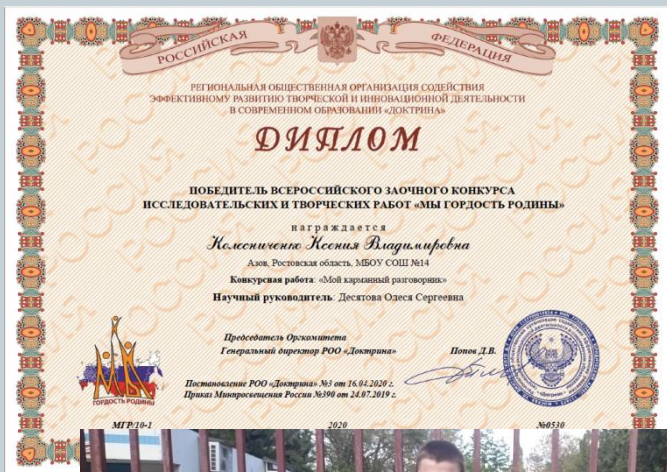 РОССИЙСКАЯ ФЕДЕРАЦИЯ
РЕГИОНАЛЬНАЯ ОБЩЕСТВЕННАЯ ОРГАНИЗАЦИЯ СОДЕЙСТВИЯ
ЭФФЕКТИВНОМУ РАЗВИТИЮ ТВОРЧЕСКОЙ И ИННОВАЦИОННОЙ ДЕЯТЕЛЬНОСТИ
В СОВРЕМЕННОМ ОБРАЗОВАНИИ «ДОКТРИНА»
ДИПЛОМ
ПОБЕДИТЕЛЬ ВСЕРОССИЙСКОГО ЗАОЧНОГО КОНКУРСА
ИССЛЕДОВАТЕЛЬСКИХ И ТВОРЧЕСКИХ РАБОТ «МЫ ГОРДОСТЬ РОДИНЫ»
награждается
Колесниченко Ксения Владимировна
Азов, Ростовская область, МБОУ СОШ №14
Конкурсная работа: «Мой карманный разговорник»
Научный руководитель: Десятова Олеся Сергеевна
Председатель Оргкомитета
Генеральный директор РОО «Доктрина» Попов Д.В.
МЫ
ГОРДОСТЬ РОДИНЫ
Постановление РОО «Доктрина» №3 от 16.04.2020 г.
Приказ Минпросвещения России №390 от 24.07.2019 г.
МГР/10-1 2020 №0530